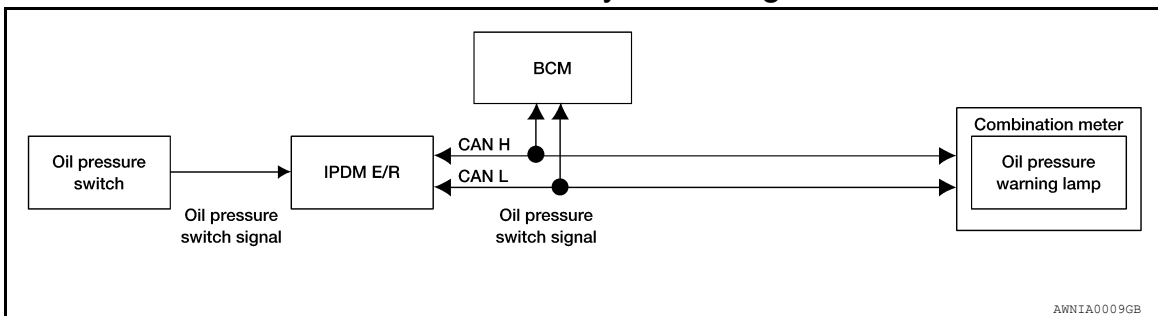 BCM
Oil pressure
switch
IPDM E/R
CAN H
CAN L
Oil pressure
switch signal
Oil pressure
switch signal
Combination meter
Oil pressure
warning lamp
AWNIA0009GB